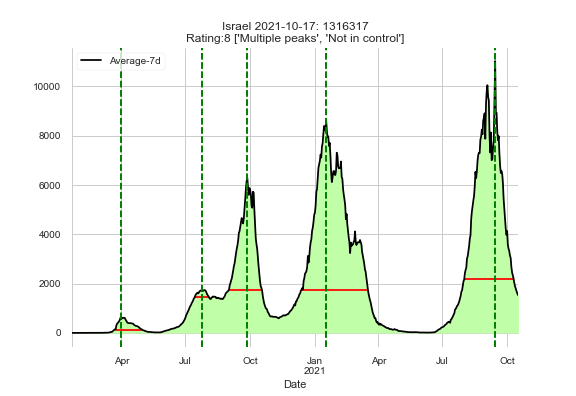 Israel 2021-10-17: 1316317
Rating:8 ['Multiple peaks', 'Not in control']
Average-7d
10000
8000
6000
4000
2000
0
Apr Jul Oct Jan Apr Jul Oct
2021
Date